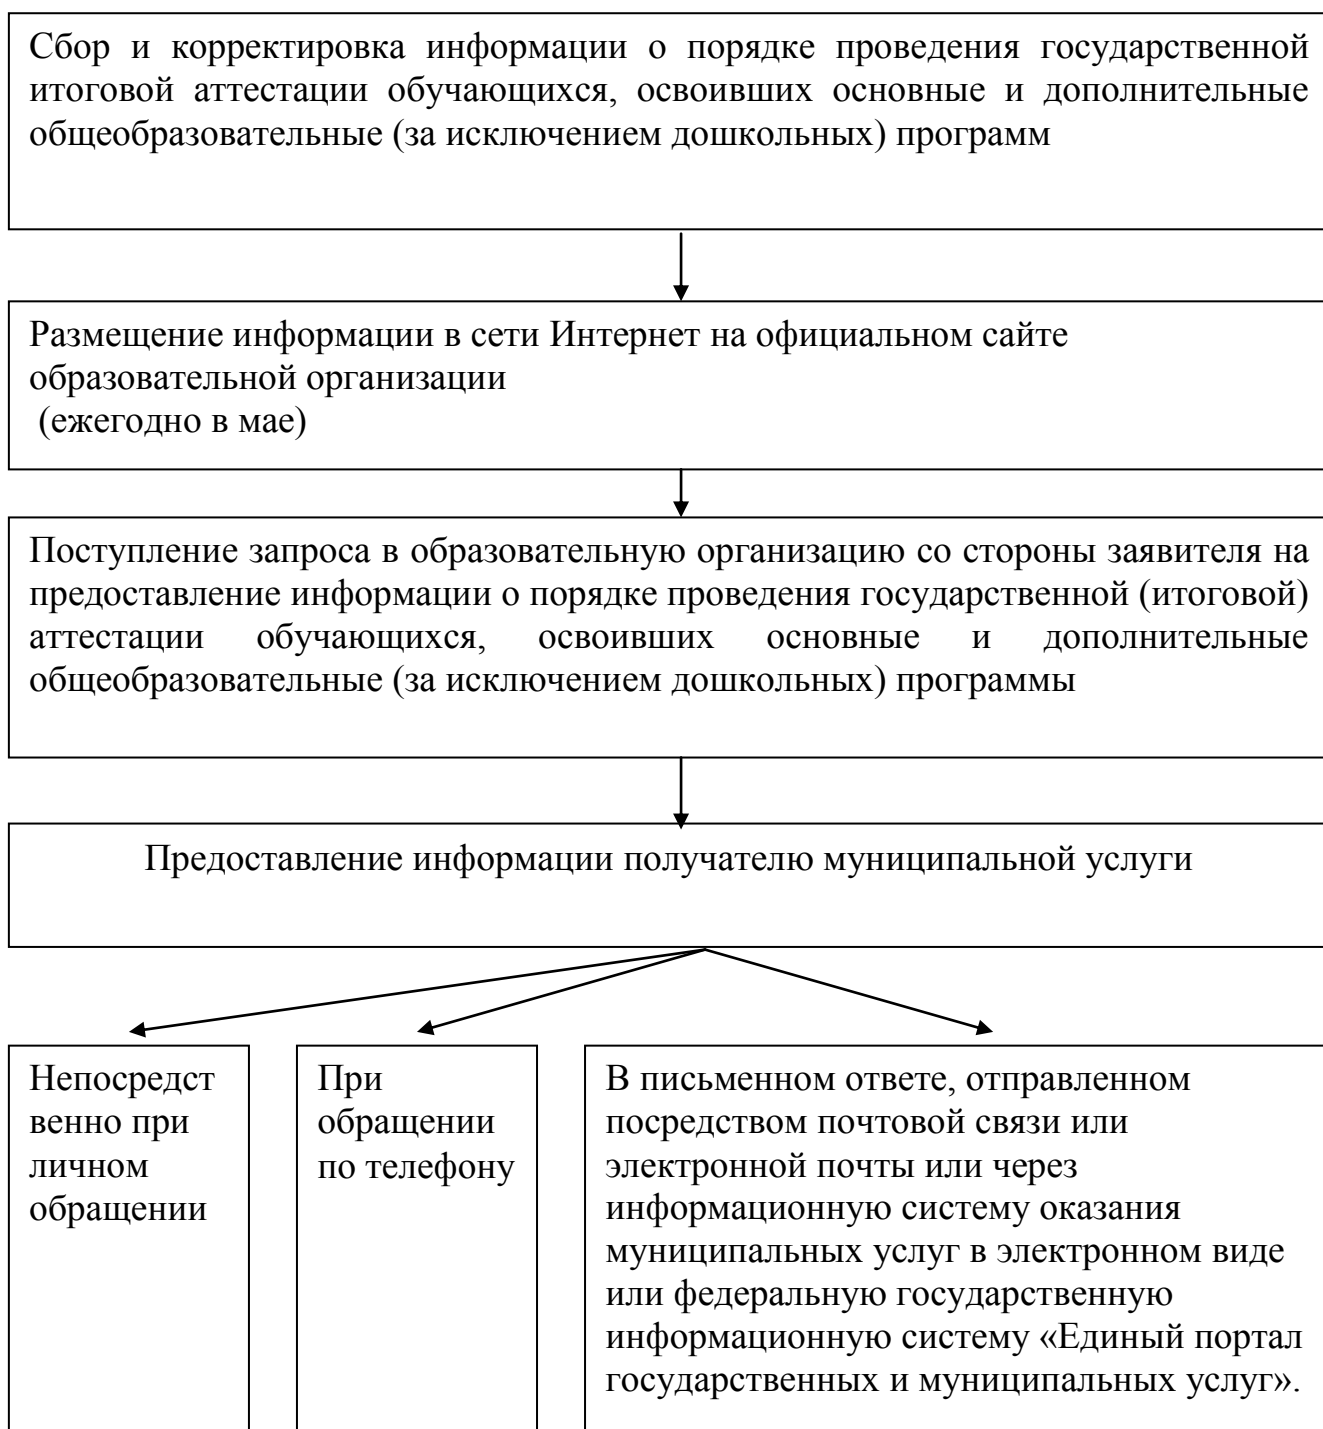 Сбор и корректировка информации о порядке проведения государственной
итоговой аттестации обучающихся, освоивших основные и дополнительные
общеобразовательные (за исключением дошкольных) программ
Размещение информации в сети Интернет на официальном сайте
образовательной организации
(ежегодно в мае)
Поступление запроса в образовательную организацию со стороны заявителя на
предоставление информации о порядке проведения государственной (итоговой)
аттестации обучающихся, освоивших основные и дополнительные
общеобразовательные (за исключением дошкольных) программы
Предоставление информации получателю муниципальной услуги
Непосредст
венно при
личном
обращении
При
обращении
по телефону
В письменном ответе, отправленном
посредством почтовой связи или
электронной почты или через
информационную систему оказания
муниципальных услуг в электронном виде
или федеральную государственную
информационную систему «Единый портал
государственных и муниципальных услуг».